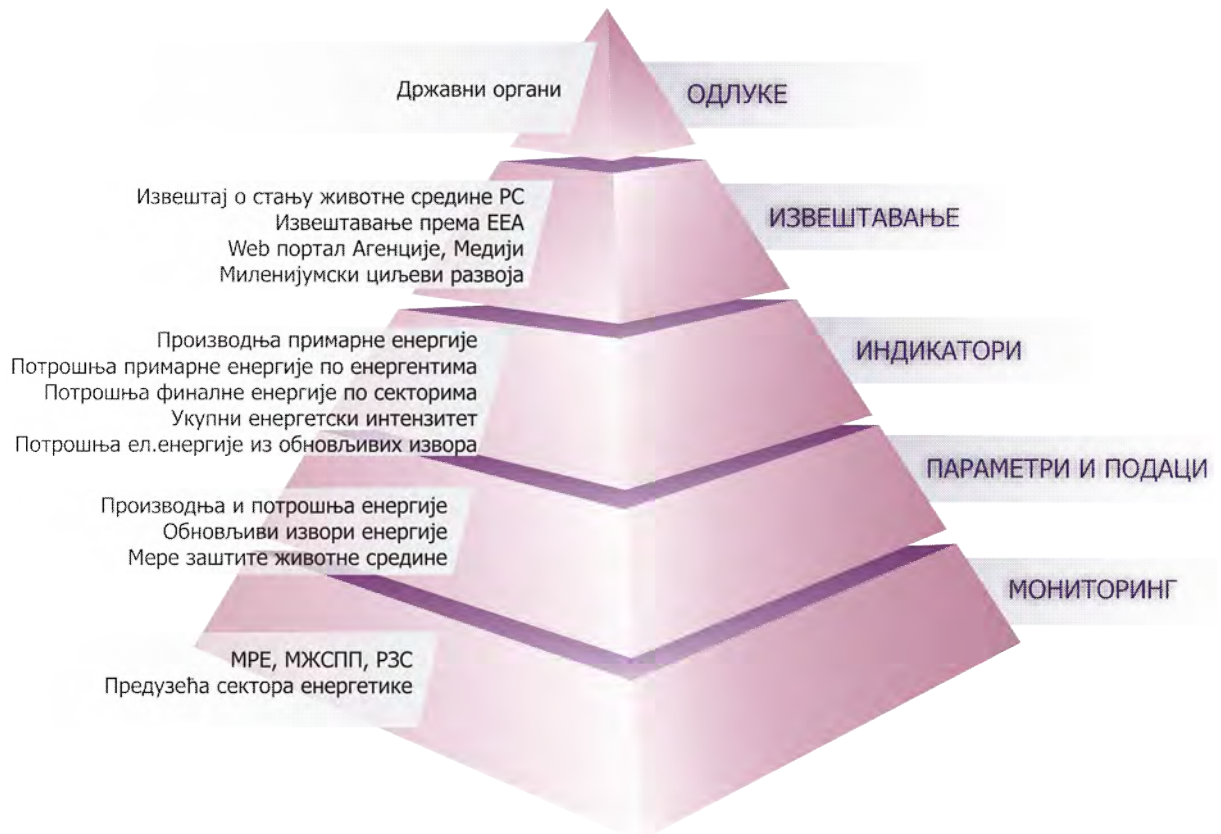 Државни органи
ОДЛУКЕ
Извештај о стању животне средине РС
Извештавање према ЕЕА
Web портал Агенције, Медији
Миленијумски циљеви развоја
ИЗВЕШТАВАЊЕ
Производња примарне енергије
Потрошња примарне енергије по енергентима
Потрошња финалне енергије по секторима
Укупни енергетски интензитет
Потрошња ел.енергије из обновљивих извора
ИНДИКАТОРИ
Производња и потрошња енергије
Обновљиви извори енергије
Мере заштите животне средине
ПАРАМЕТРИ И ПОДАЦИ
МРЕ, МЖСПП, РЗС
Предузећа сектора енергетике
МОНИТОРИНГ